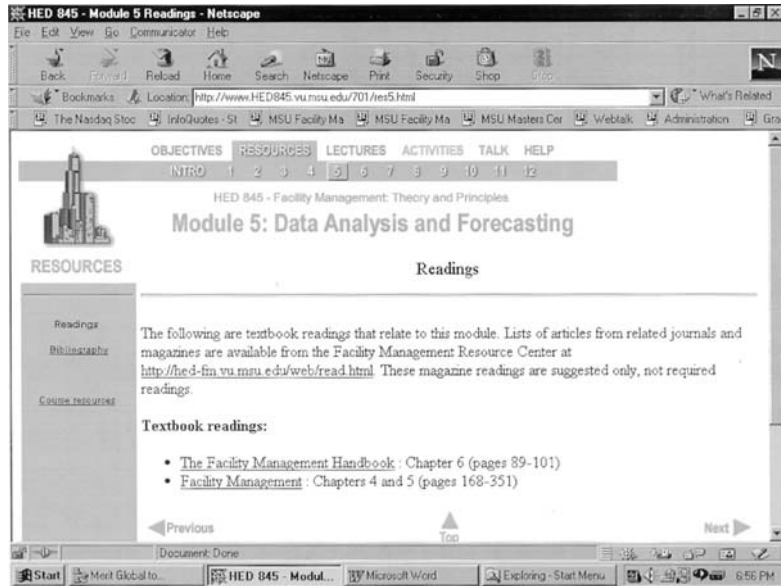 HED 845 - Module 5 Readings - Netscape
File Edit View Go Communicator Help
Back Forward Reload Home Search Netscape Print Security Shop Stop
N
Bookmarks Location: http://www.HED845.vu.msu.edu/701/res5.html What's Related
The Nasdaq Stoc InfoQuotes - St MSU Facility Ma MSU Facility Ma MSU Masters Cer Webtalk Administration Gra
OBJECTIVES RESOURCES LECTURES ACTIVITIES TALK HELP
INTRO 1 2 3 4 5 6 7 8 9 10 11 12
HED 845 - Facility Management: Theory and Principles
Module 5: Data Analysis and Forecasting
RESOURCES
Readings
Readings
Bibliography
Course resources
The following are textbook readings that relate to this module. Lists of articles from related journals and
magazines are available from the Facility Management Resource Center at
http://hed-fm.vu.msu.edu/web/read.html. These magazine readings are suggested only, not required
readings.
Textbook readings:
• The Facility Management Handbook : Chapter 6 (pages 89-101)
• Facility Management : Chapters 4 and 5 (pages 168-351)
Previous Top Next
Document: Done
Start Merit Global to... HED 845 - Modul... Microsoft Word Exploring - Start Menu 6:56 PM